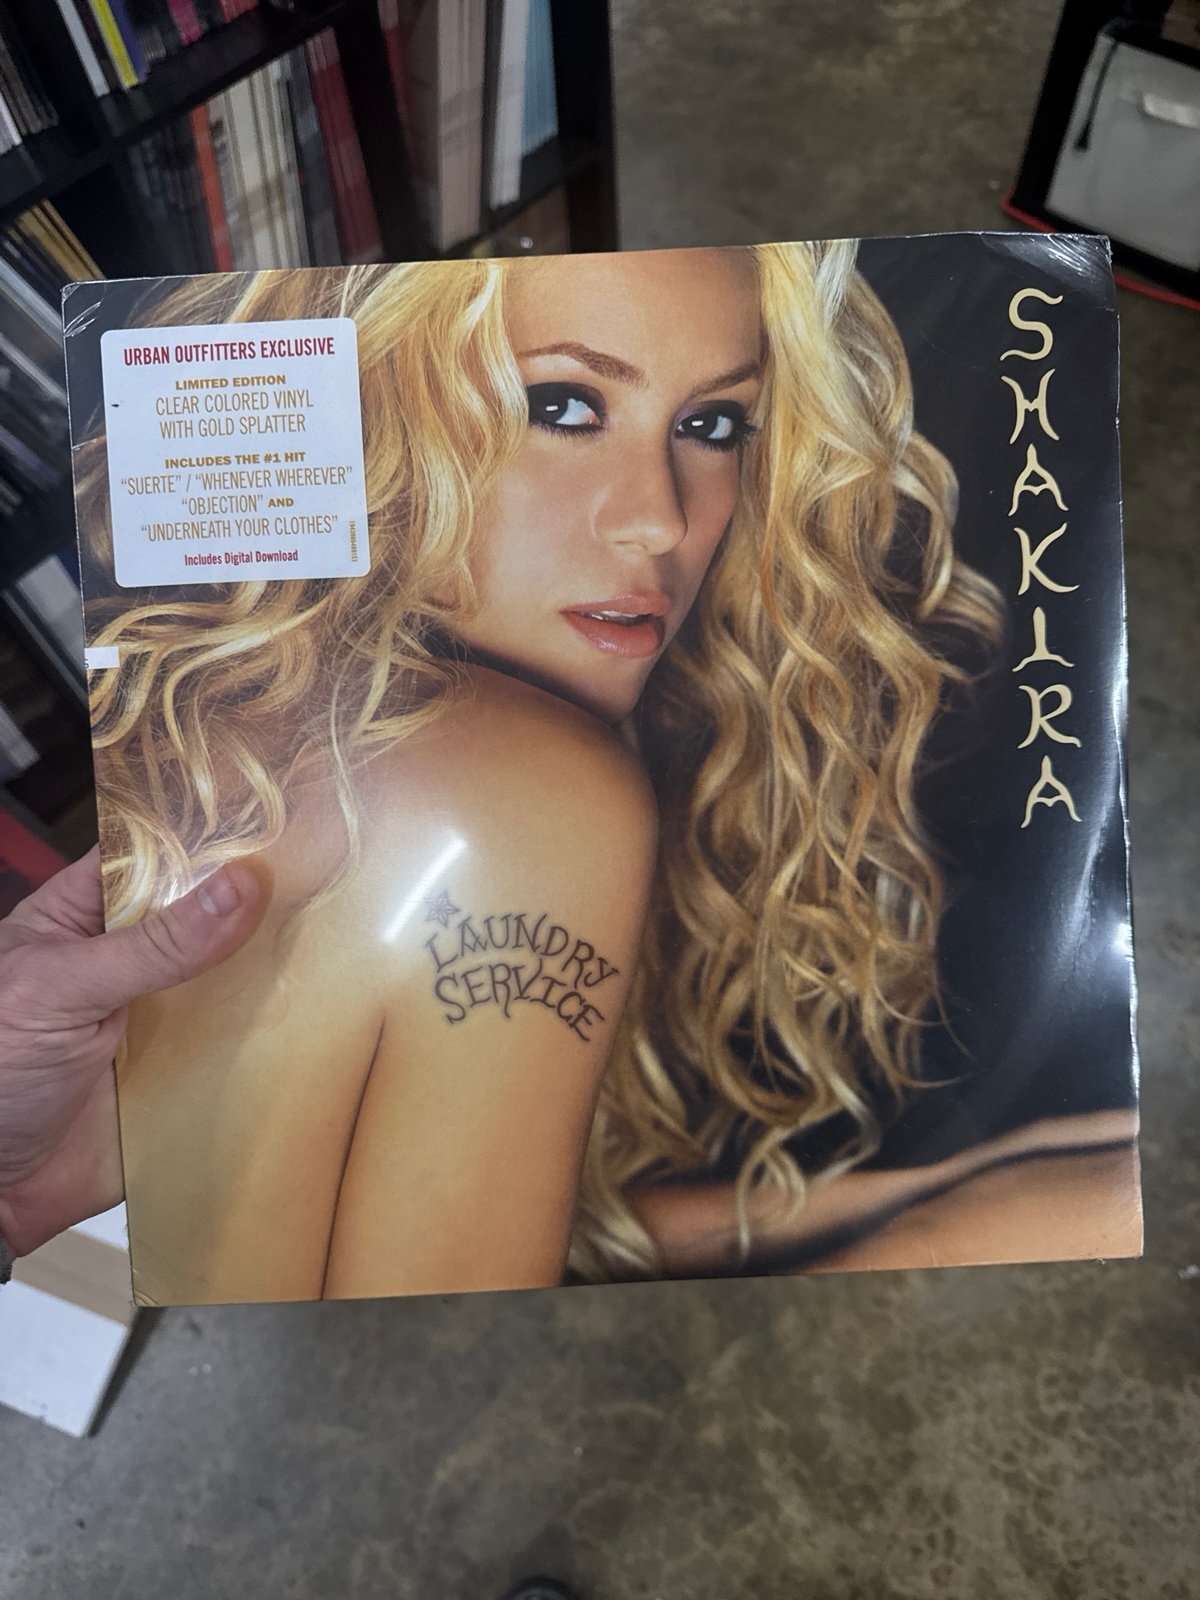 URBAN OUTFITTERS EXCLUSIVE
LIMITED EDITION
CLEAR COLORED VINYL
WITH GOLD SPLATTER
INCLUDES THE #1 HIT
“SUERTE” / “WHENEVER WHEREVER”
“OBJECTION” AND
“UNDERNEATH YOUR CLOTHES”
Includes Digital Download
SHAKIRA
LAUNDRY
SERVICE